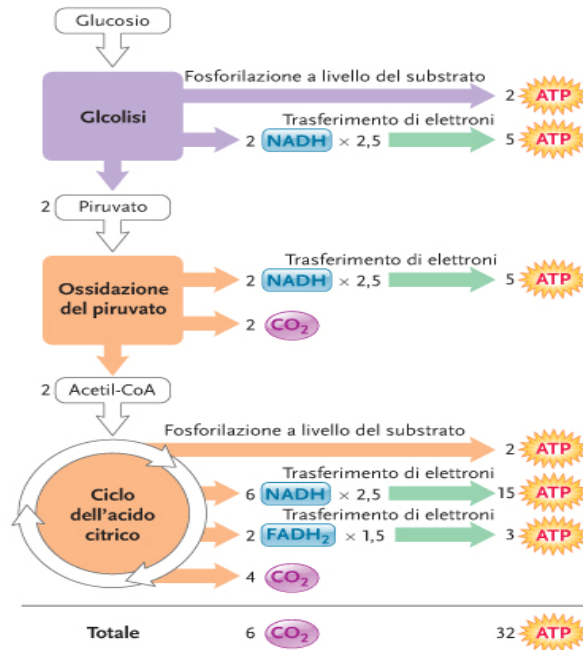 Glucosio
Fosforilazione a livello del substrato
Glcolisi
2 ATP
Trasferimento di elettroni
2 NADH × 2,5
5 ATP
2 Piruvato
Trasferimento di elettroni
Ossidazione
del piruvato
2 NADH × 2,5
5 ATP
2 CO₂
2 Acetil-CoA
Fosforilazione a livello del substrato
2 ATP
Trasferimento di elettroni
Ciclo
dell'acido
citrico
6 NADH × 2,5
15 ATP
Trasferimento di elettroni
2 FADH₂ × 1,5
3 ATP
4 CO₂
Totale
6 CO₂
32 ATP